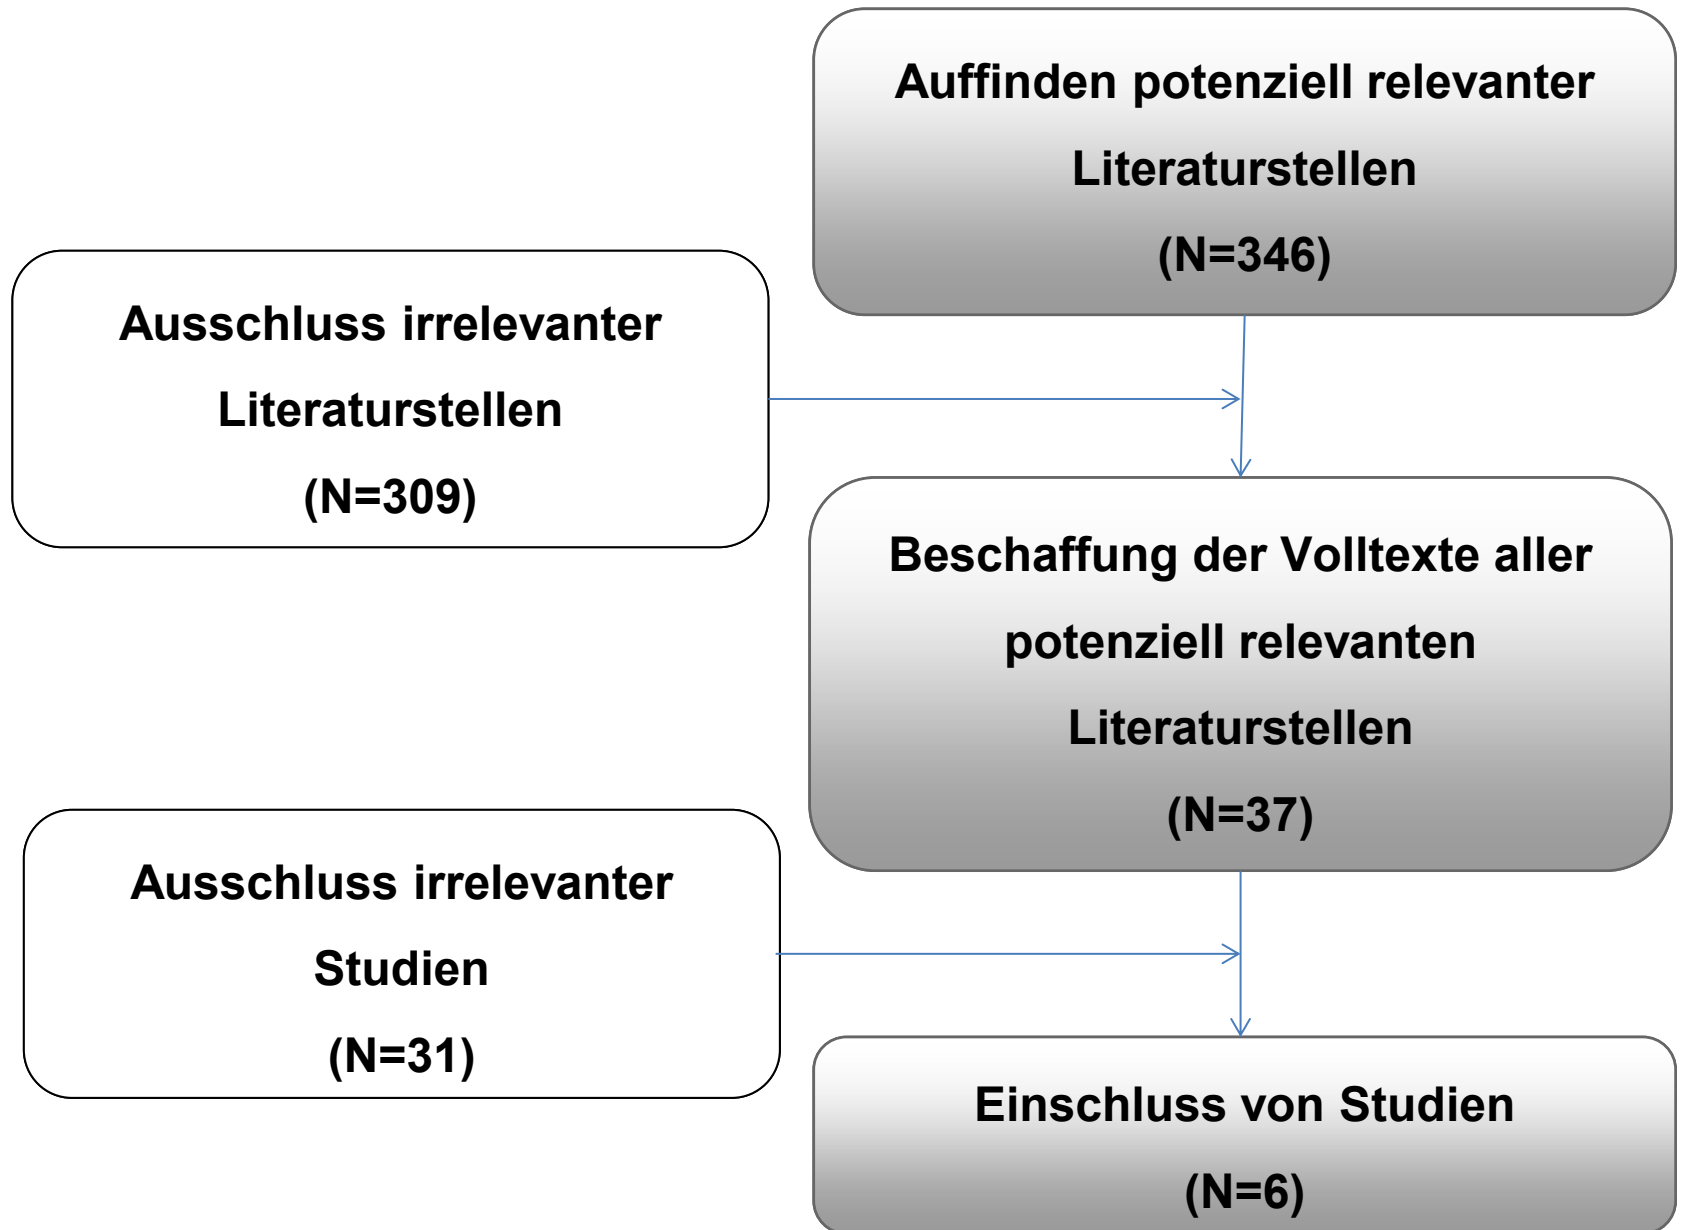 Auffinden potenziell relevanter
Literaturstellen
(N=346)
Ausschluss irrelevanter
Literaturstellen
(N=309)
Beschaffung der Volltexte aller
potenziell relevanten
Literaturstellen
(N=37)
Ausschluss irrelevanter
Studien
(N=31)
Einschluss von Studien
(N=6)